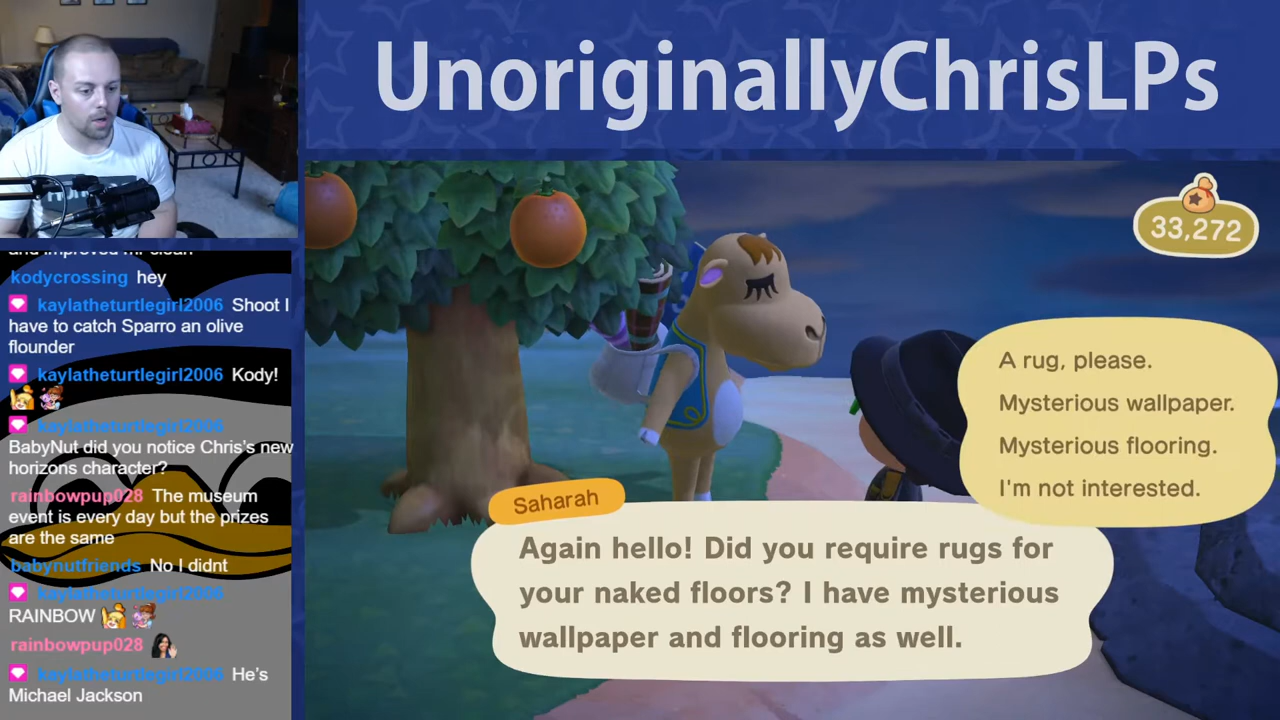 UnoriginallyChrisLPs
33,272
A rug, please.
Mysterious wallpaper.
Mysterious flooring.
I'm not interested.
Saharah
Again hello! Did you require rugs for
your naked floors? I have mysterious
wallpaper and flooring as well.
kodycrossing hey
kaylatheturtlegirl2006 Shoot I
have to catch Sparro an olive
flounder
kaylatheturtlegirl2006 Kody!
kaylatheturtlegirl2006
BabyNut did you notice Chris's new
horizons character?
rainbowpup028 The museum
event is every day but the prizes
are the same
babynutfriends No I didnt
kaylatheturtlegirl2006
RAINBOW
rainbowpup028
kaylatheturtlegirl2006 He's
Michael Jackson